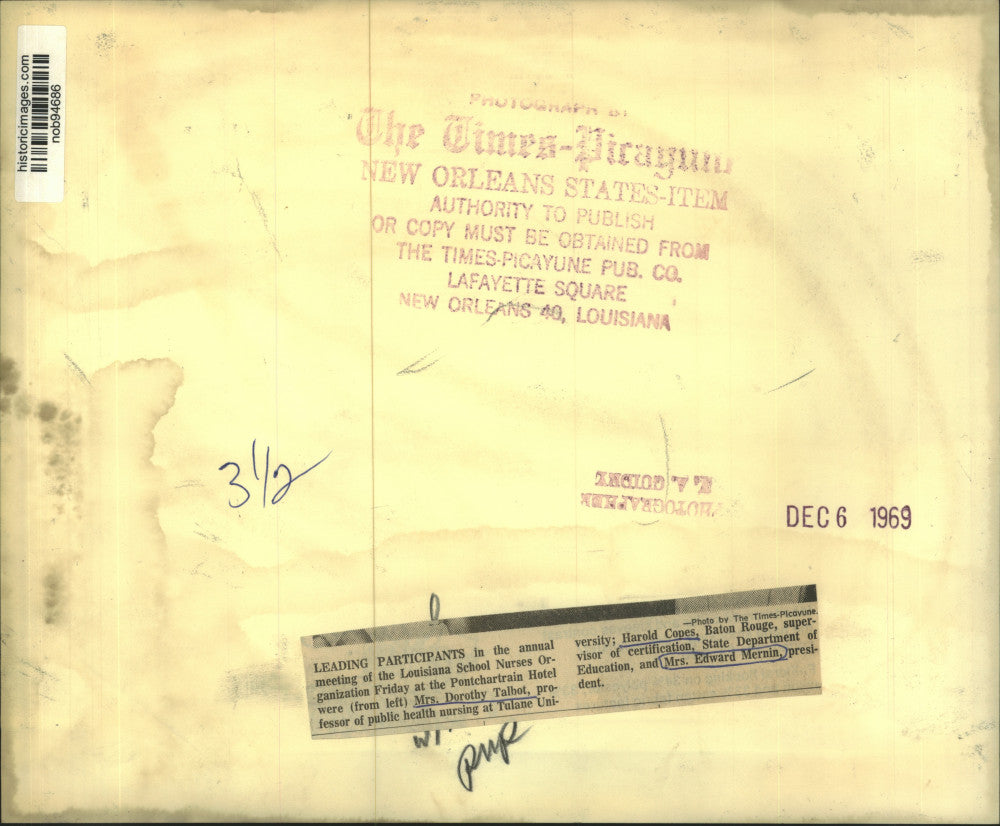 historicimages.com
nob94686
PHOTOGRAPH BY
The Times-Picayune
NEW ORLEANS STATES-ITEM
AUTHORITY TO PUBLISH
OR COPY MUST BE OBTAINED FROM
THE TIMES-PICAYUNE PUB. CO.
LAFAYETTE SQUARE
NEW ORLEANS 40, LOUISIANA
3 1/2
PHOTOGRAPHER
DEC 6 1969
—Photo by The Times-Picayune.
LEADING PARTICIPANTS in the annual
meeting of the Louisiana School Nurses Or-
ganization Friday at the Pontchartrain Hotel
were (from left) Mrs. Dorothy Talbot, pro-
fessor of public health nursing at Tulane Uni-
versity; Harold Copes, Baton Rouge, super-
visor of certification, State Department of
Education, and Mrs. Edward Mernin, presi-
dent.